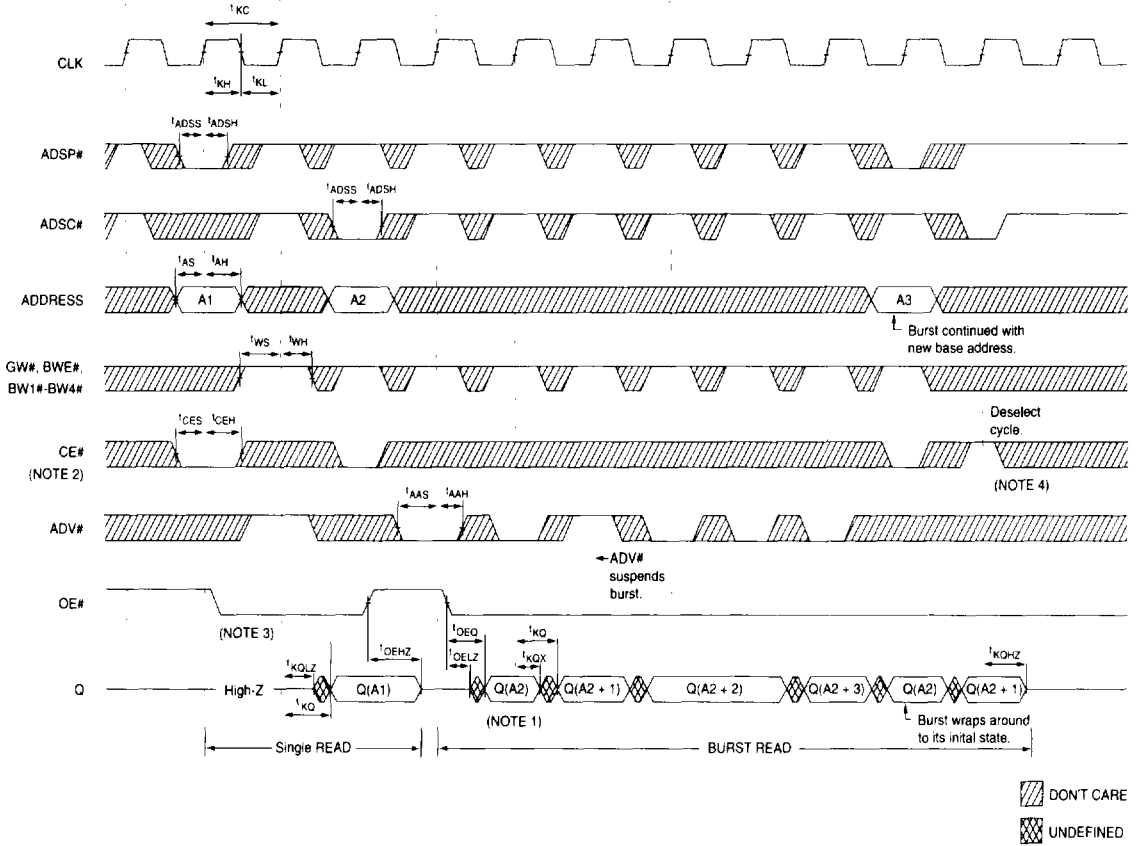 tKC
CLK
tKH
tKL
tADSS
tADSH
ADSP#
tADSS
tADSH
ADSC#
tAS
tAH
ADDRESS
A1
A2
A3
Burst continued with
new base address.
tWS
tWH
GW#, BWE#,
BW1#-BW4#
Deselect
cycle.
tCES
tCEH
CE#
(NOTE 2)
(NOTE 4)
tAAS
tAAH
ADV#
ADV#
suspends
burst.
OE#
(NOTE 3)
tOEHZ
tOEQ
tOELZ
tKQ
tKQX
tKQLZ
tKQHZ
Q
High-Z
Q(A1)
Q(A2)
Q(A2 + 1)
Q(A2 + 2)
Q(A2 + 3)
Q(A2)
Q(A2 + 1)
tKQ
(NOTE 1)
Burst wraps around
to its inital state.
Single READ
BURST READ
DON'T CARE
UNDEFINED